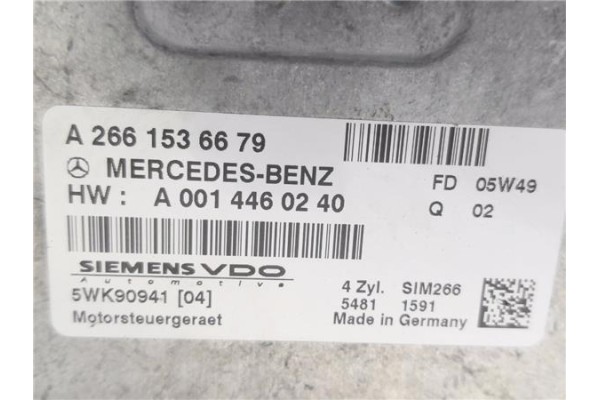 A 266 153 66 79
MERCEDES-BENZ
HW : A 001 446 02 40
FD 05W49
Q 02
SIEMENS VDO
Automotive
5WK90941 [04]
Motorsteuergeraet
4 Zyl. SIM266
5481 1591
Made in Germany